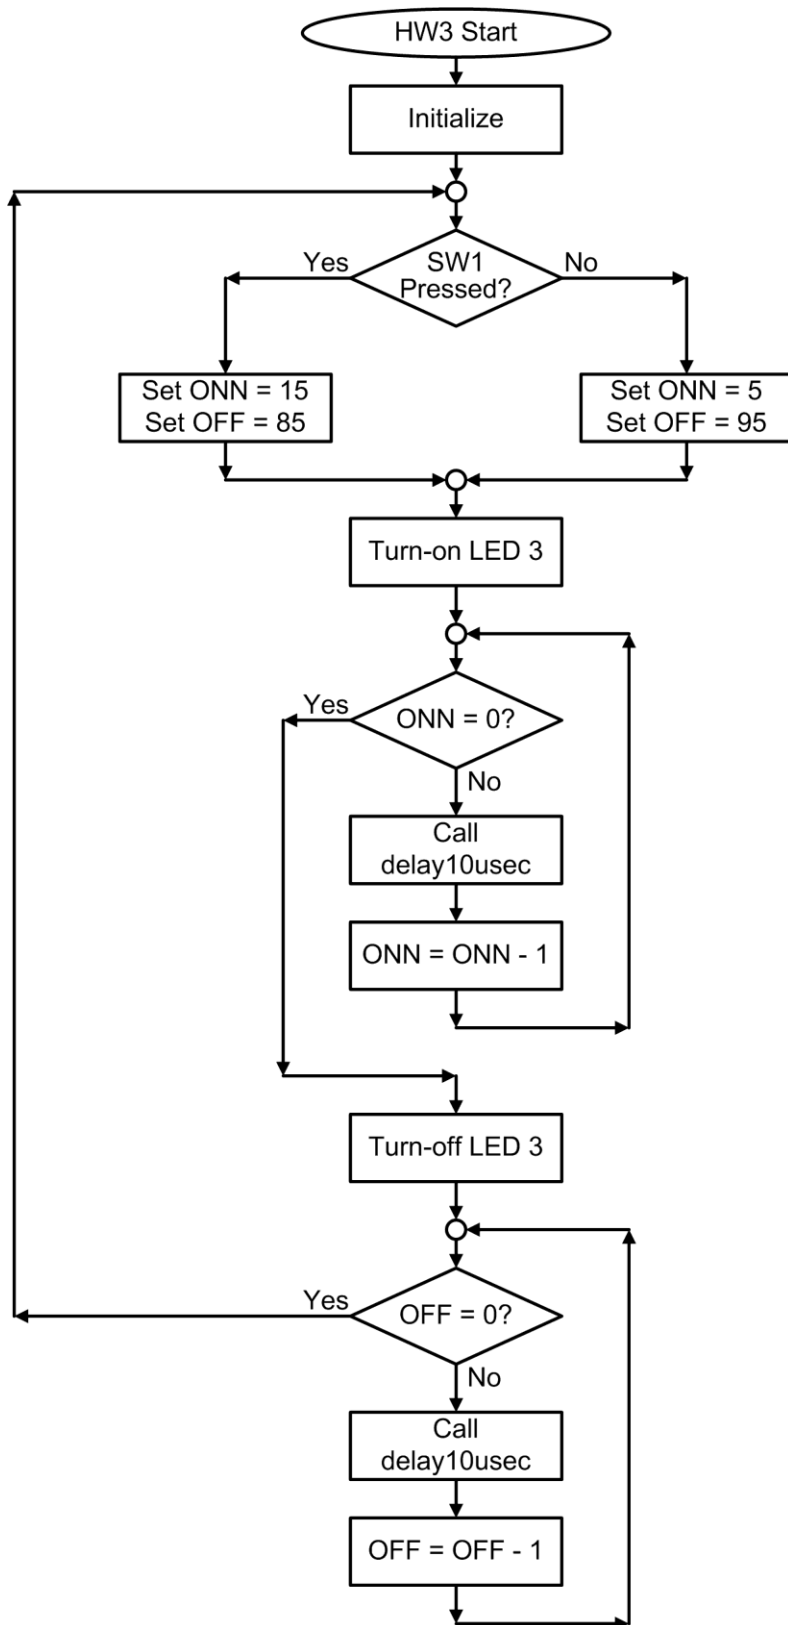 HW3 Start
Initialize
SW1
Pressed?
Yes
No
Set ONN = 15
Set OFF = 85
Set ONN = 5
Set OFF = 95
Turn-on LED 3
Yes
ONN = 0?
No
Call
delay10usec
ONN = ONN - 1
Turn-off LED 3
Yes
OFF = 0?
No
Call
delay10usec
OFF = OFF - 1